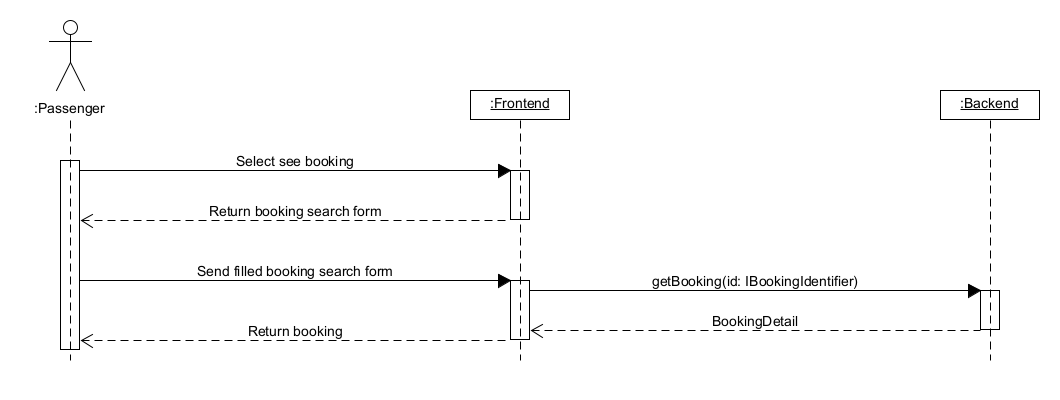 :Passenger
:Frontend
:Backend
Select see booking
Return booking search form
Send filled booking search form
getBooking(id: IBookingIdentifier)
BookingDetail
Return booking